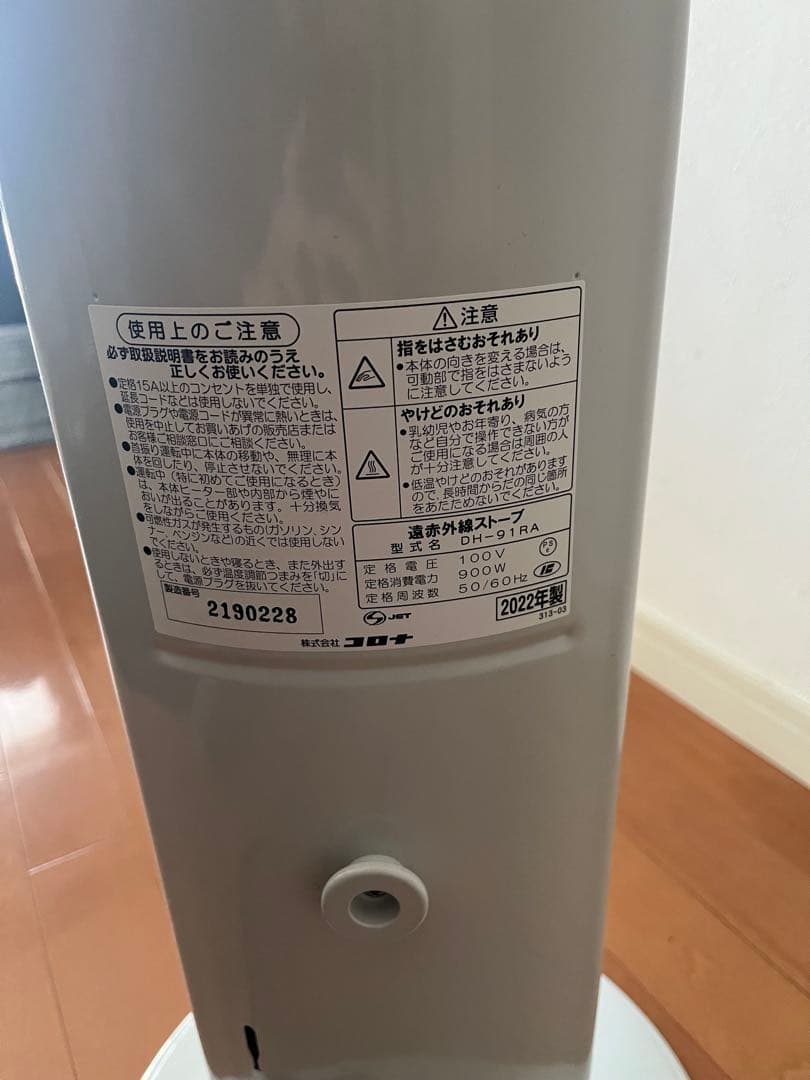 使用上のご注意
必ず取扱説明書をお読みのうえ
正しくお使いください。
●定格15A以上のコンセントを単独で使用し、
延長コードなどは使用しないでください。
●電源プラグや電源コードが異常に熱いときは、
使用を中止してお買いあげの販売店または
お客様ご相談窓口にご相談ください。
●首振り運転中に本体の移動や、無理に本
体を回したり、停止させないでください。
●運転中（特に初めてご使用になるとき）
は、本体ヒーター部や内部から煙やに
おいが出ることがあります。十分換気
をしながらご使用ください。
●可燃性ガスが発生するもの(ガソリン、シン
ナー、ベンジンなど)の近くでは使用しない
でください。
●使用しないときや寝るとき、また外出す
るときは、必ず温度調節つまみを「切」に
して、電源プラグを抜いてください。
製造番号
2190228
⚠注意
指をはさむおそれあり
●本体の向きを変える場合は、
可動部で指をはさまないよう
に注意してください。
やけどのおそれあり
●乳幼児やお年寄り、病気の方
など自分で操作できない方が
ご使用になる場合は周囲の人
が十分注意してください。
●低温やけどのおそれがあります
ので、長時間からだの同じ箇所
をあたためないでください。
遠赤外線ストーブ
型式名 DH-91RA
定格電圧 100V
定格消費電力 900W
定格周波数 50/60Hz
PS
E
JET
2022年製
313-03
株式会社 コロナ